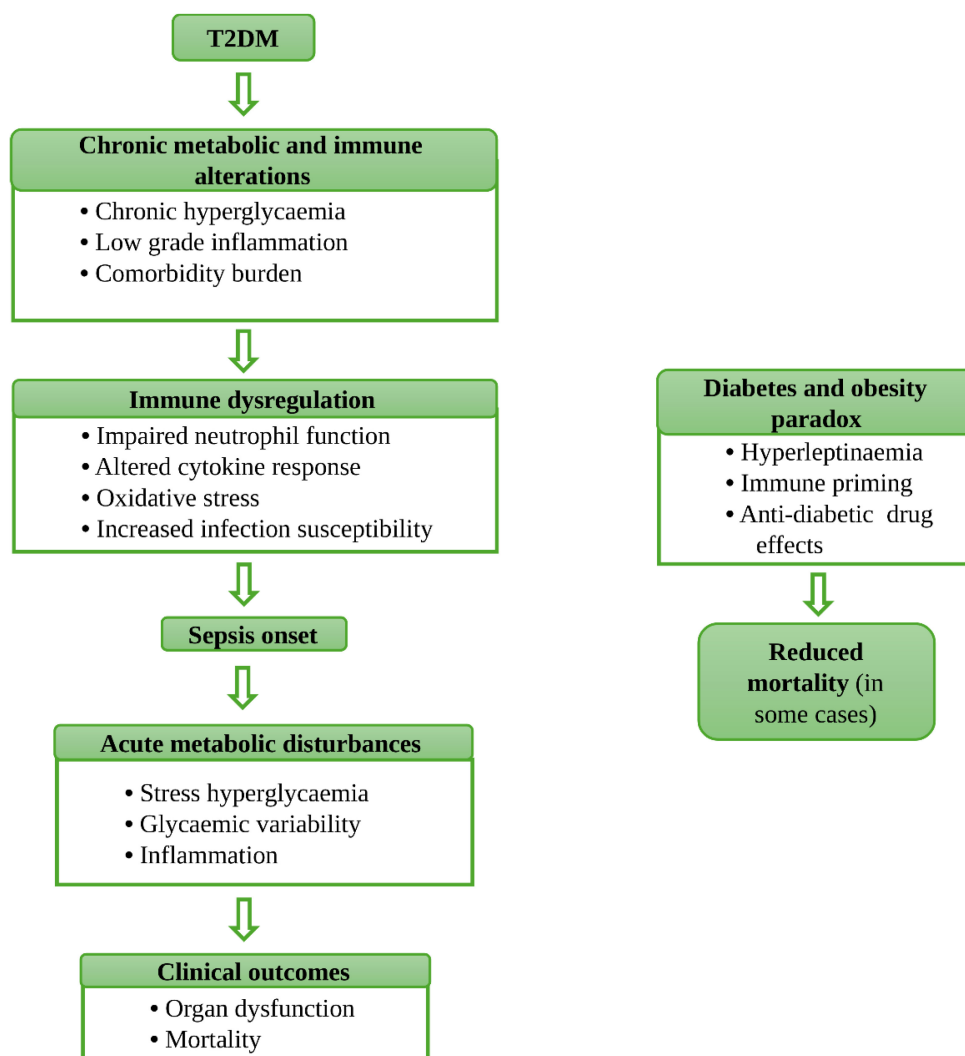 T2DM
Chronic metabolic and immune
alterations
• Chronic hyperglycaemia
• Low grade inflammation
• Comorbidity burden
Immune dysregulation
• Impaired neutrophil function
• Altered cytokine response
• Oxidative stress
• Increased infection susceptibility
Sepsis onset
Acute metabolic disturbances
• Stress hyperglycaemia
• Glycaemic variability
• Inflammation
Clinical outcomes
• Organ dysfunction
• Mortality
Diabetes and obesity
paradox
• Hyperleptinaemia
• Immune priming
• Anti-diabetic drug
effects
Reduced
mortality (in
some cases)